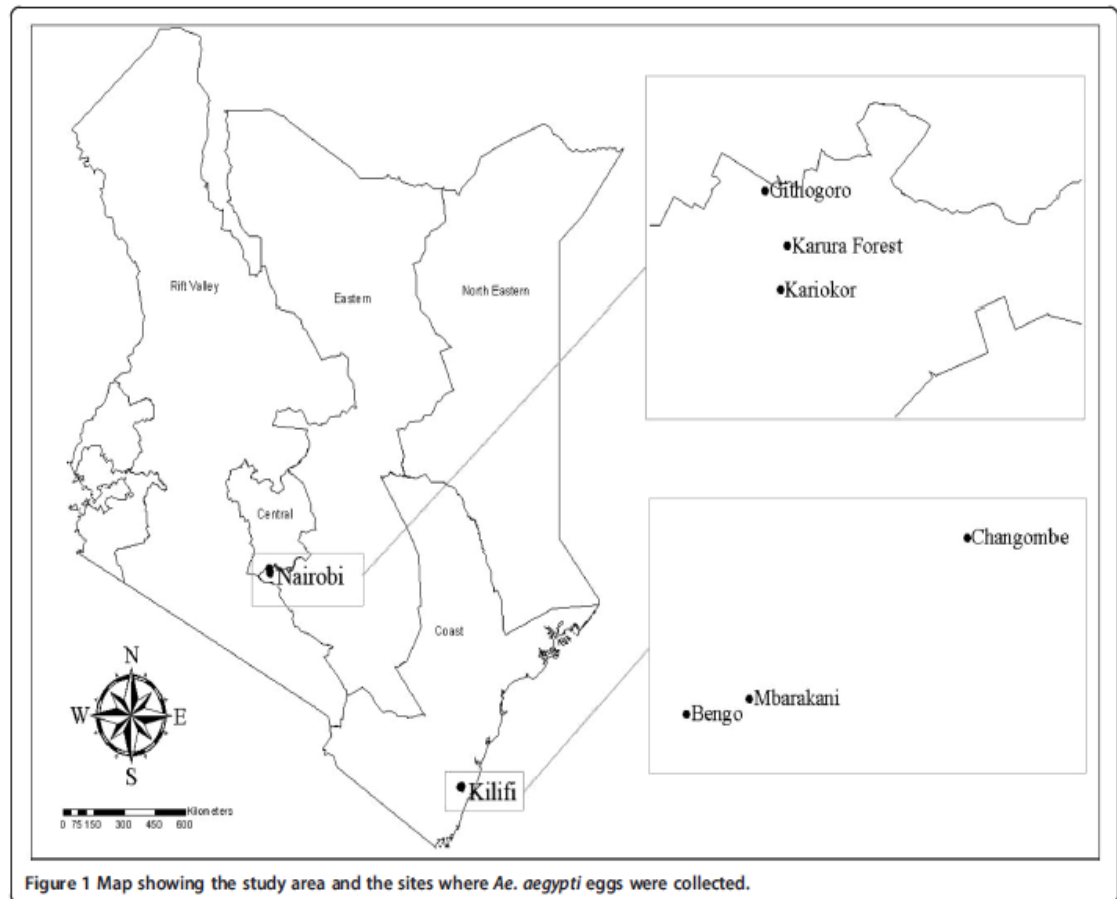 Githogoro
Karura Forest
Kariokor
Rift Valley
Eastern
North Eastern
Central
Nairobi
Coast
Changombe
Mbarakani
Bengo
Kilifi
N
W E
S
Kilometers
0 75 150 300 450 600
Figure 1 Map showing the study area and the sites where Ae. aegypti eggs were collected.